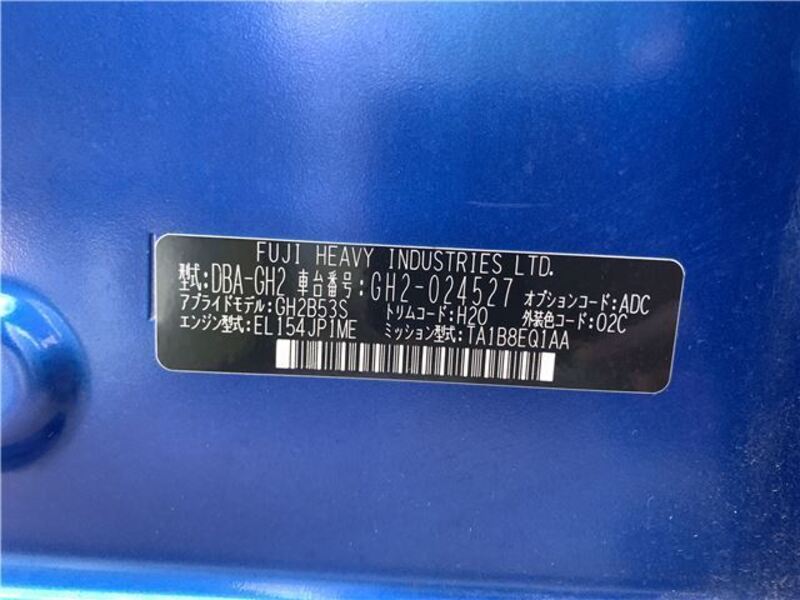 FUJI HEAVY INDUSTRIES LTD.
型式:DBA-GH2 車台番号:GH2-024527 オプションコード:ADC
アプライドモデル:GH2B53S トリムコード:H20 外装色コード:02C
エンジン型式:EL154JP1ME ミッション型式:TA1B8EQ1AA